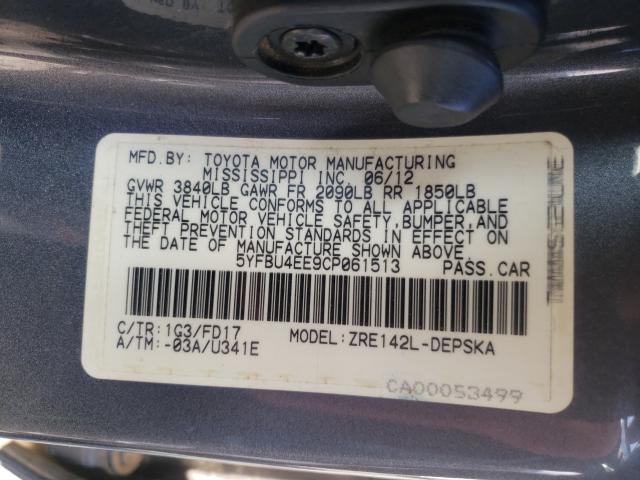 MFD.BY: TOYOTA MOTOR MANUFACTURING
MISSISSIPPI INC. 06/12
GVWR 3840LB GAWR FR 2090LB RR 1850LB
THIS VEHICLE CONFORMS TO ALL APPLICABLE
FEDERAL MOTOR VEHICLE SAFETY,BUMPER,AND
THEFT PREVENTION STANDARDS IN EFFECT ON
THE DATE OF MANUFACTURE SHOWN ABOVE.
5YFBU4EE9CP061513 PASS.CAR
C/TR:1G3/FD17 MODEL:ZRE142L-DEPSKA
A/TM:-03A/U341E
CA00053499